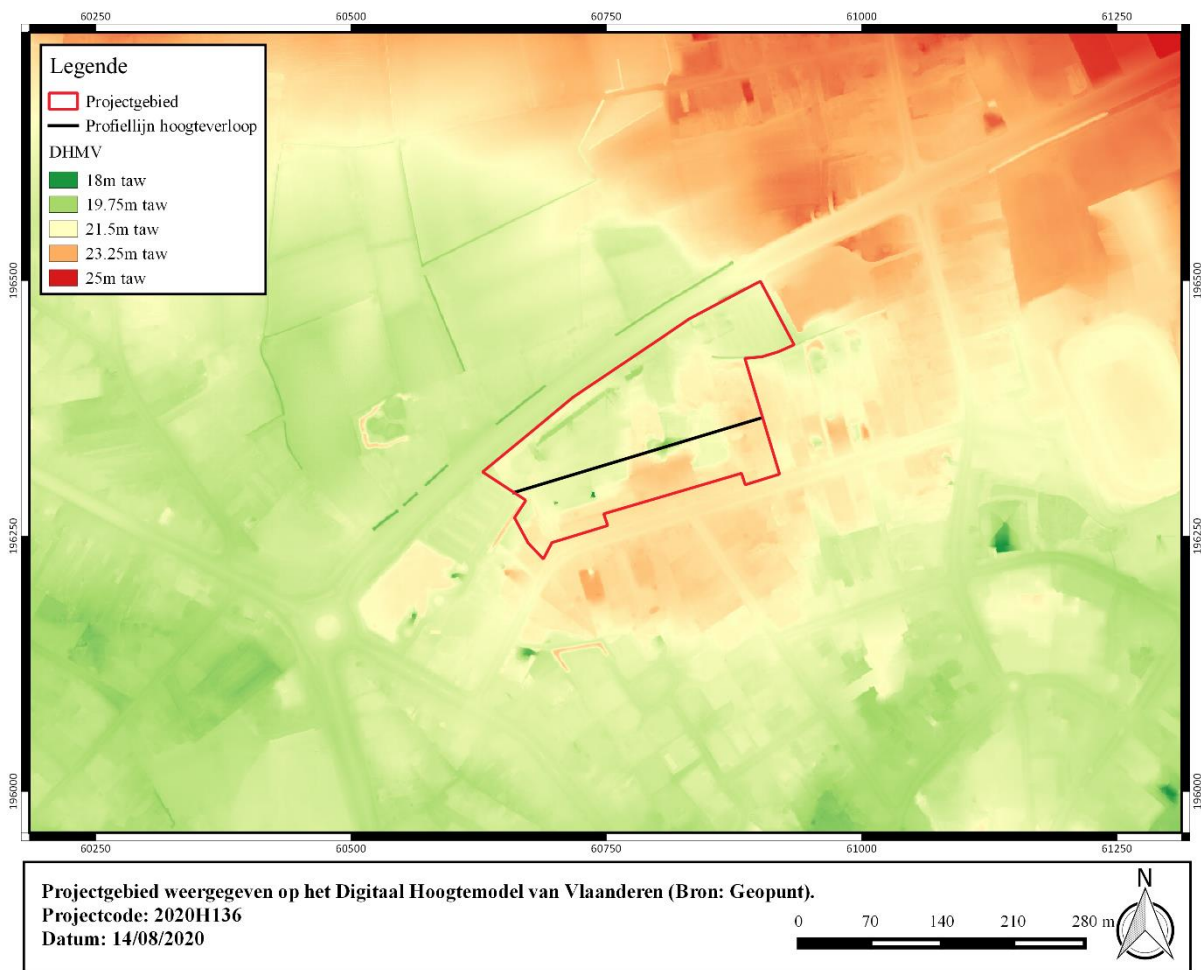 60250 60500 60750 61000 61250
Legende
Projectgebied
Profiellijn hoogteverloop
DHMV
18m taw
19.75m taw
21.5m taw
23.25m taw
25m taw
196500 196500
196250 196250
196000 196000
60250 60500 60750 61000 61250
Projectgebied weergegeven op het Digitaal Hoogtemodel van Vlaanderen (Bron: Geopunt).
Projectcode: 2020H136
Datum: 14/08/2020
0 70 140 210 280 m
N